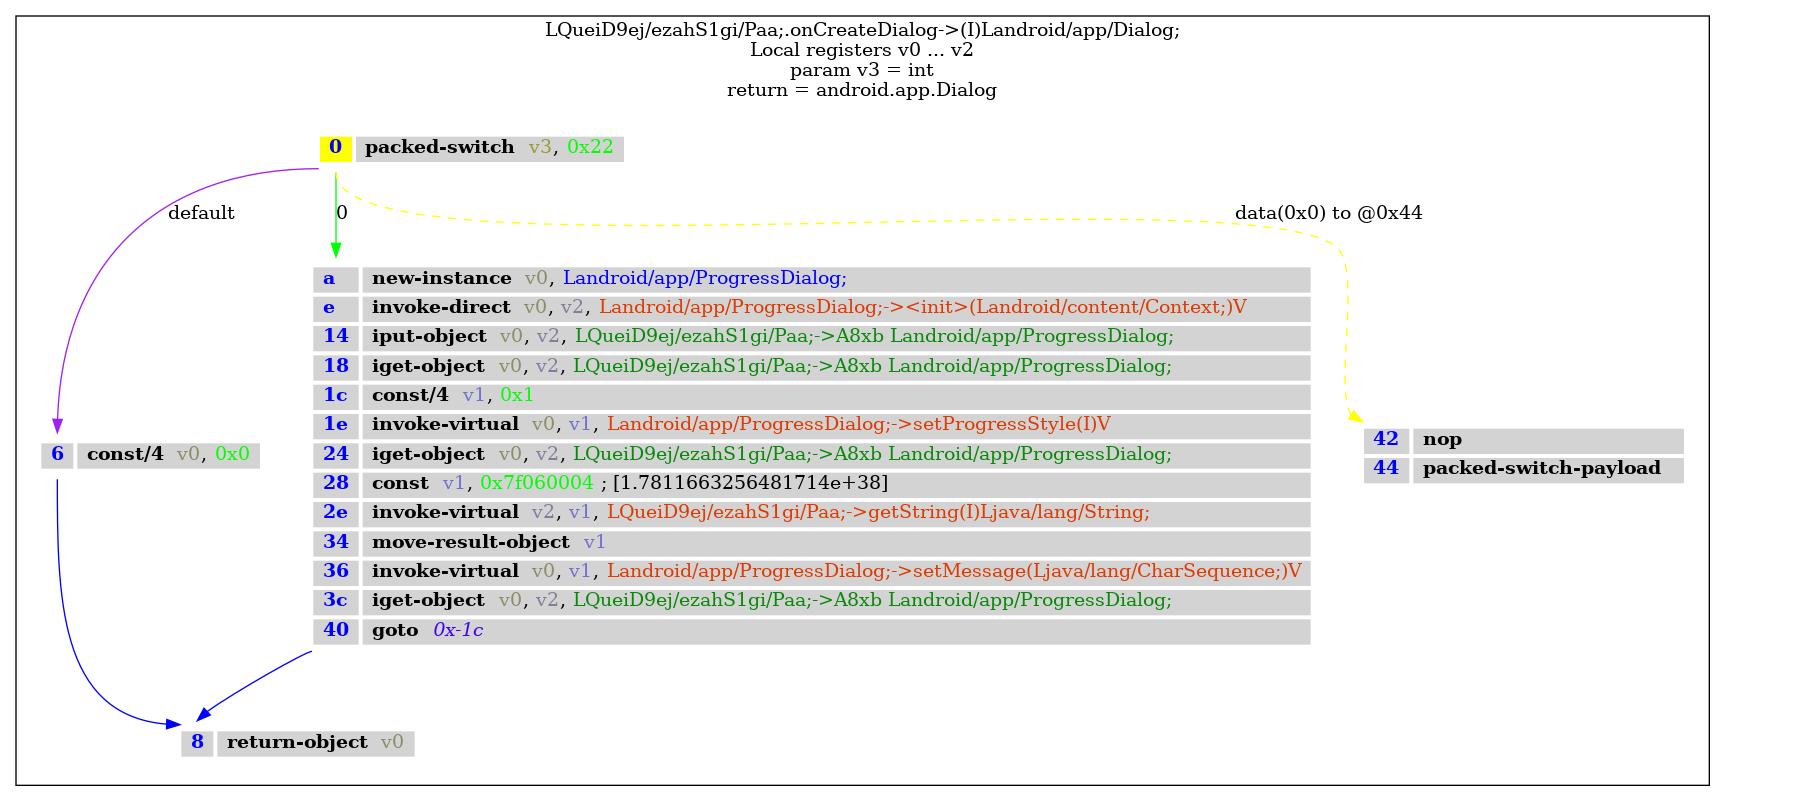 LQueiD9ej/ezahS1gi/Paa;.onCreateDialog->(I)Landroid/app/Dialog;
Local registers v0 ... v2
param v3 = int
return = android.app.Dialog
0 packed-switch v3, 0x22
default
0
data(0x0) to @0x44
a new-instance v0, Landroid/app/ProgressDialog;
e invoke-direct v0, v2, Landroid/app/ProgressDialog;-><init>(Landroid/content/Context;)V
14 iput-object v0, v2, LQueiD9ej/ezahS1gi/Paa;->A8xb Landroid/app/ProgressDialog;
18 iget-object v0, v2, LQueiD9ej/ezahS1gi/Paa;->A8xb Landroid/app/ProgressDialog;
1c const/4 v1, 0x1
1e invoke-virtual v0, v1, Landroid/app/ProgressDialog;->setProgressStyle(I)V
24 iget-object v0, v2, LQueiD9ej/ezahS1gi/Paa;->A8xb Landroid/app/ProgressDialog;
28 const v1, 0x7f060004 ; [1.7811663256481714e+38]
2e invoke-virtual v2, v1, LQueiD9ej/ezahS1gi/Paa;->getString(I)Ljava/lang/String;
34 move-result-object v1
36 invoke-virtual v0, v1, Landroid/app/ProgressDialog;->setMessage(Ljava/lang/CharSequence;)V
3c iget-object v0, v2, LQueiD9ej/ezahS1gi/Paa;->A8xb Landroid/app/ProgressDialog;
40 goto 0x-1c
6 const/4 v0, 0x0
42 nop
44 packed-switch-payload
8 return-object v0